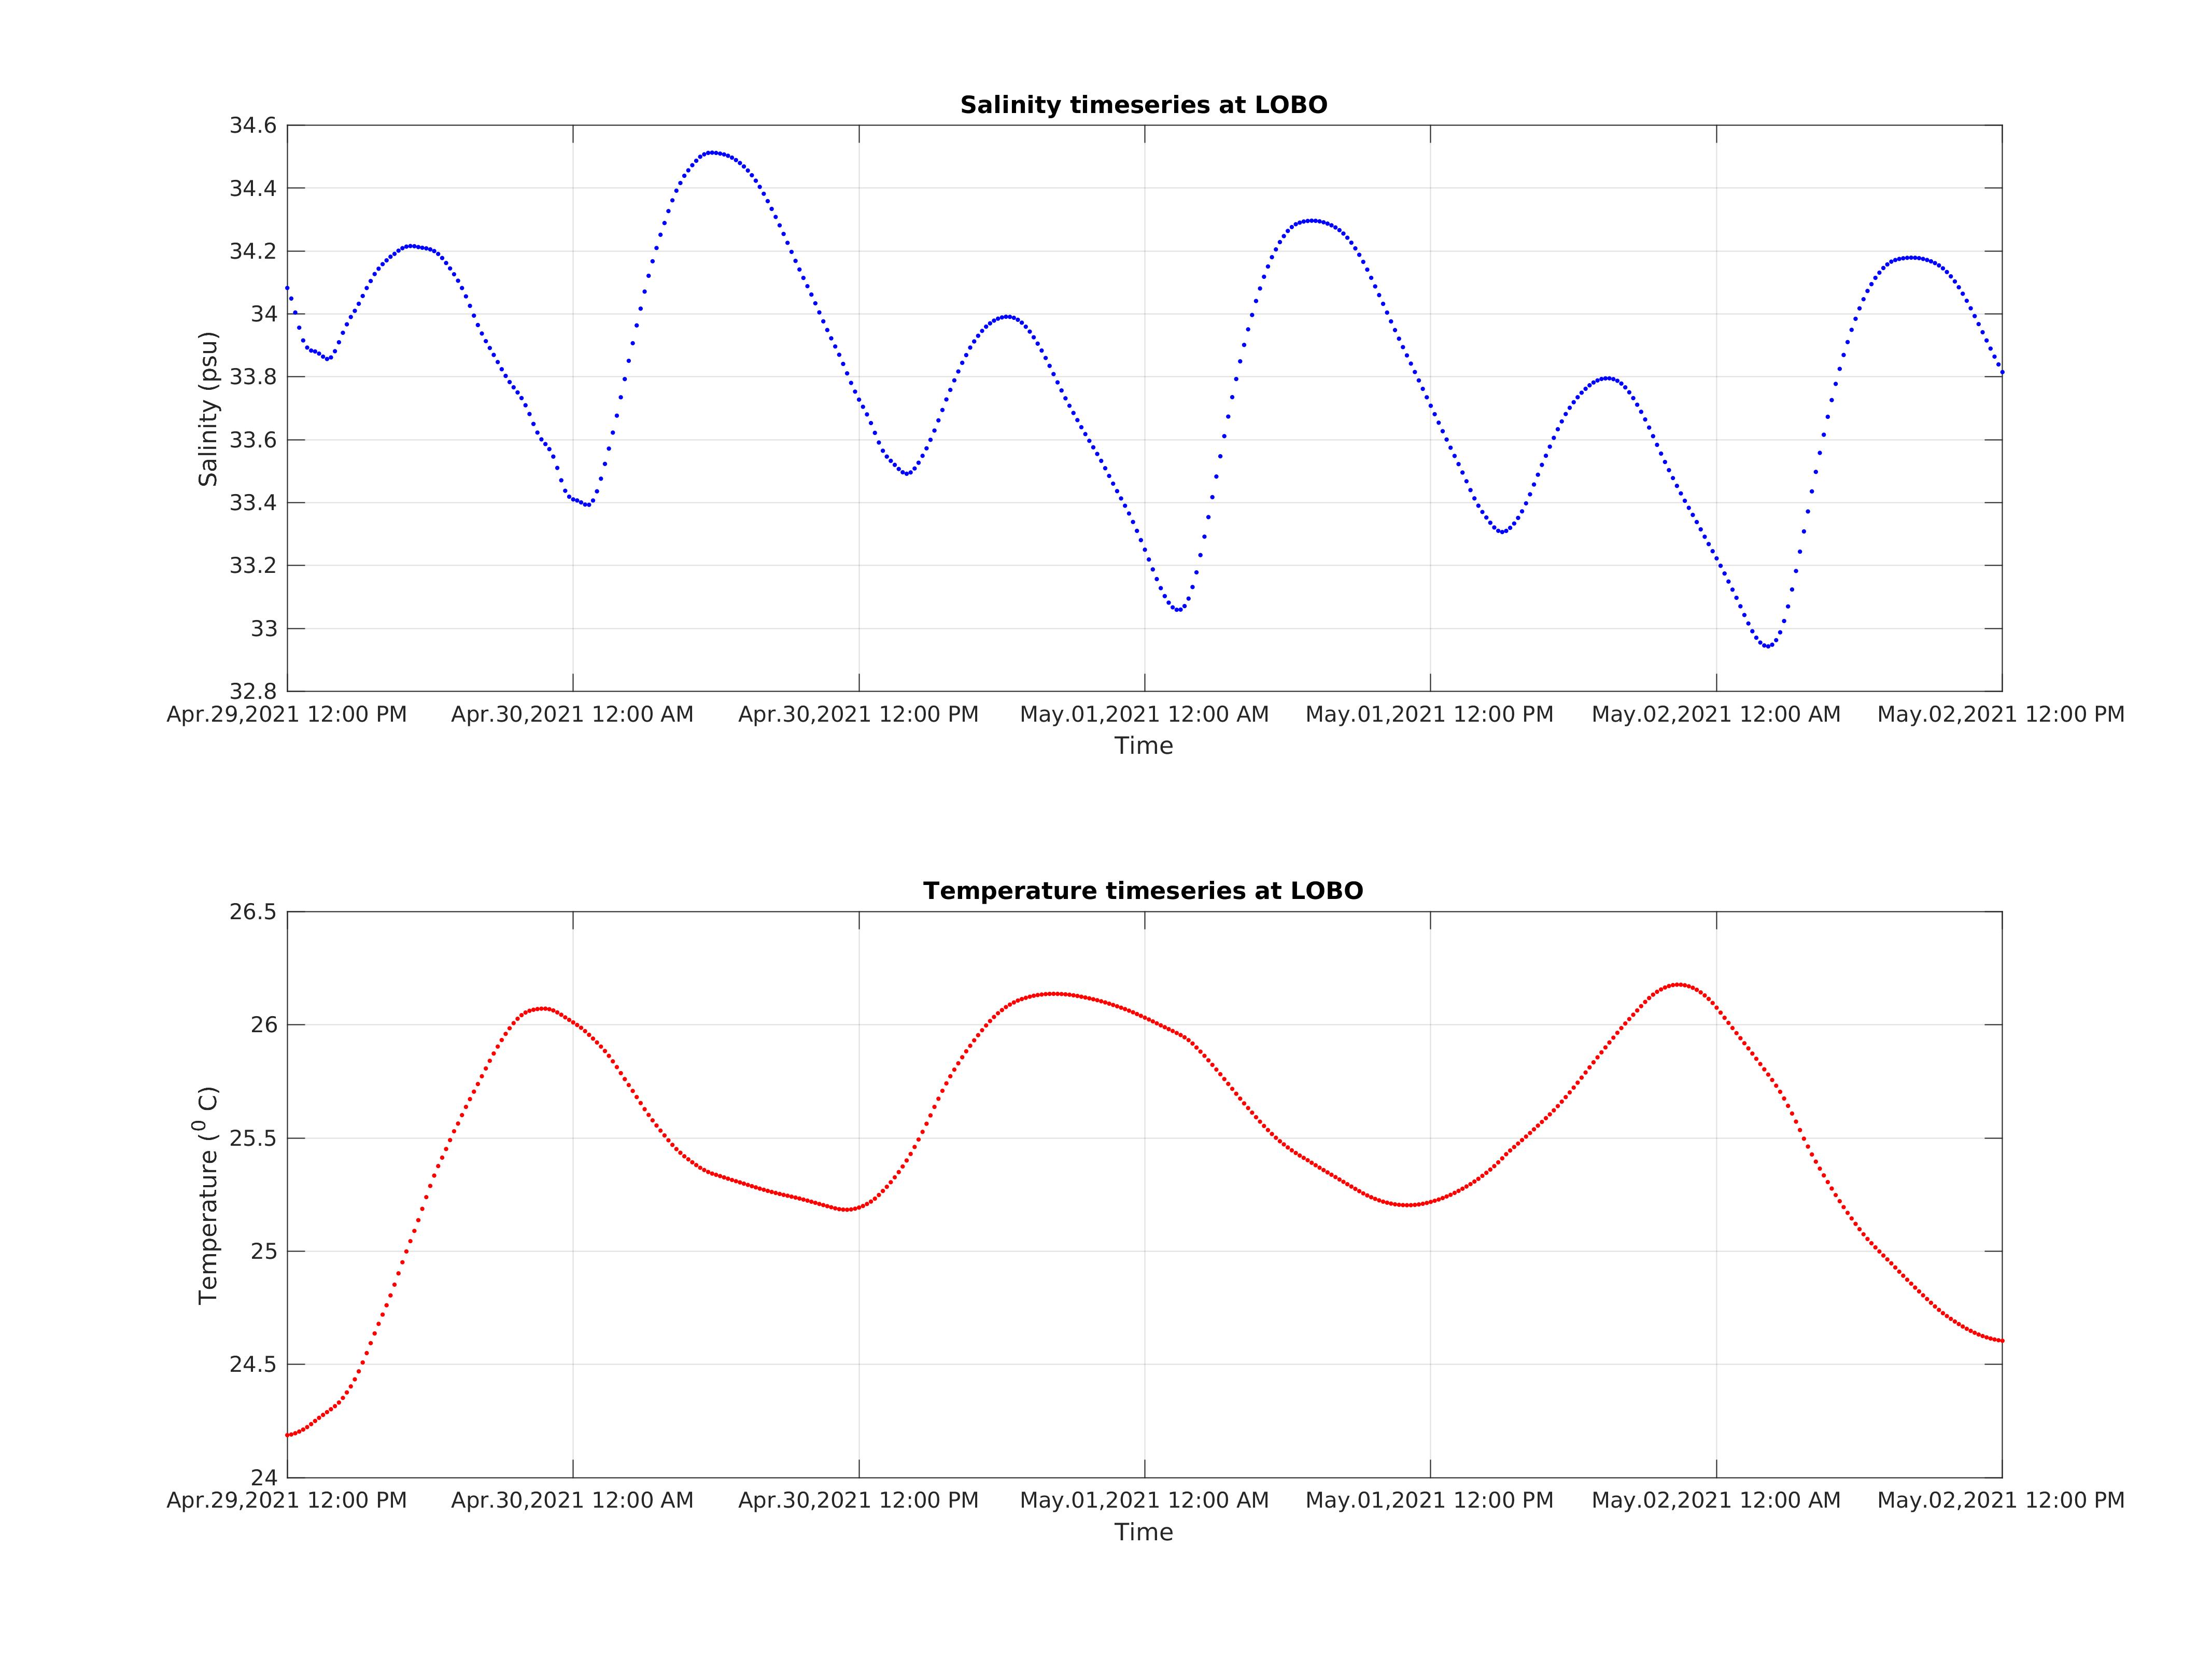 Salinity timeseries at LOBO
34.6
34.4
34.2
34
33.8
33.6
33.4
33.2
33
32.8
Salinity (psu)
Apr.29,2021 12:00 PM Apr.30,2021 12:00 AM Apr.30,2021 12:00 PM May.01,2021 12:00 AM May.01,2021 12:00 PM May.02,2021 12:00 AM May.02,2021 12:00 PM
Time
Temperature timeseries at LOBO
26.5
26
25.5
25
24.5
24
Temperature (⁰ C)
Apr.29,2021 12:00 PM Apr.30,2021 12:00 AM Apr.30,2021 12:00 PM May.01,2021 12:00 AM May.01,2021 12:00 PM May.02,2021 12:00 AM May.02,2021 12:00 PM
Time